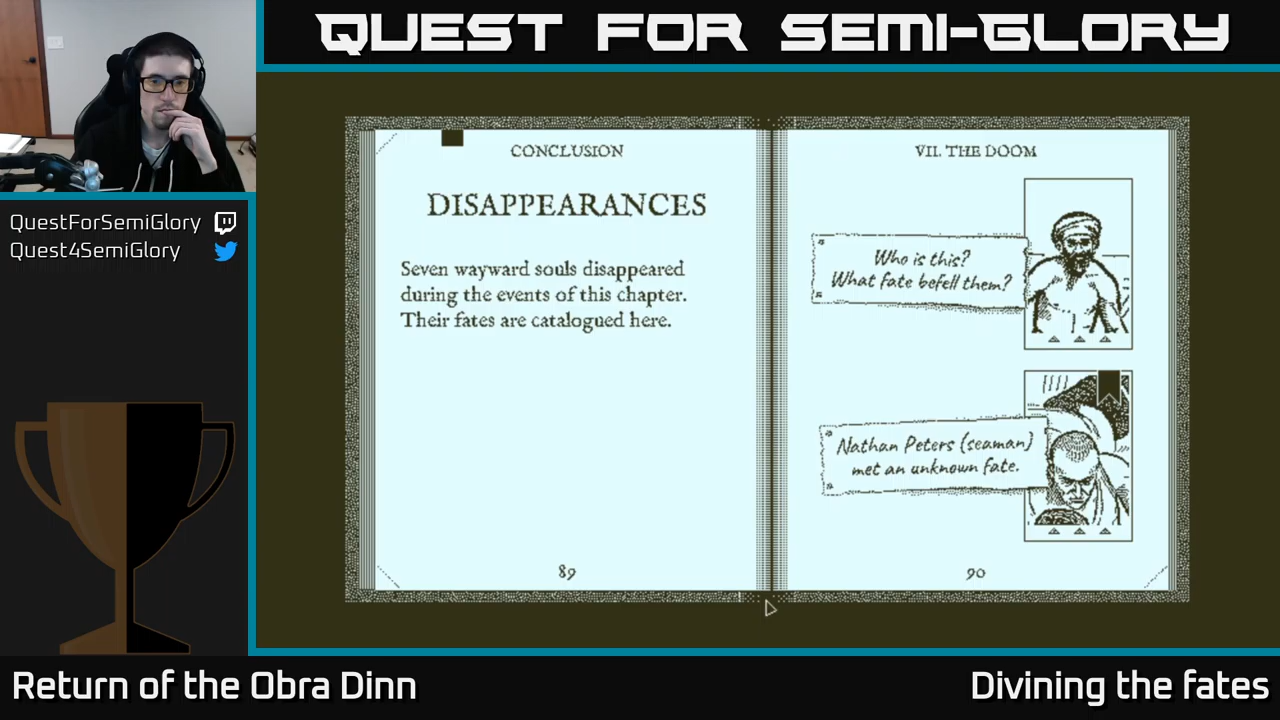 QUEST FOR SEMI-GLORY
QuestForSemiGlory
Quest4SemiGlory
CONCLUSION
DISAPPEARANCES
Seven wayward souls disappeared
during the events of this chapter.
Their fates are catalogued here.
89
VII. THE DOOM
Who is this?
What fate befell them?
Nathan Peters (seaman)
met an unknown fate.
90
Return of the Obra Dinn
Divining the fates